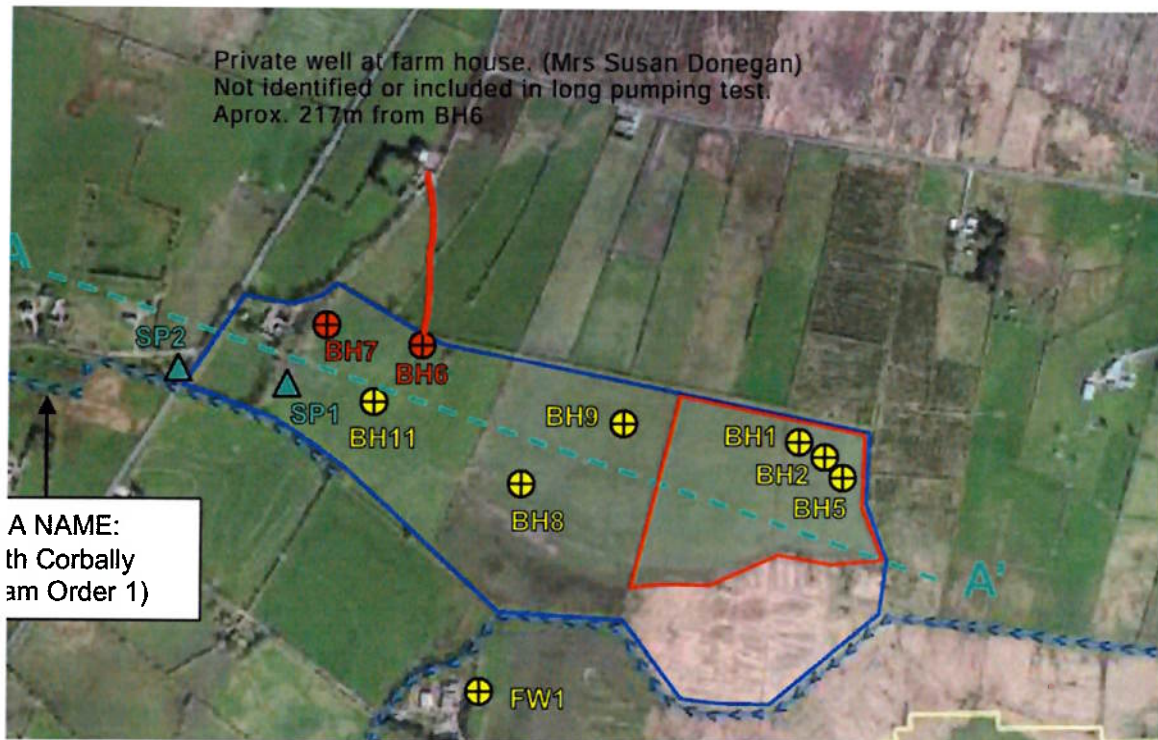 Private well at farm house. (Mrs Susan Donegan)
Not identified or included in long pumping test.
Aprox. 217m from BH6
A
SP2
BH7
BH6
SP1
BH11
BH9
BH1
BH2
BH5
BH8
A'
A NAME:
th Corbally
am Order 1)
FW1